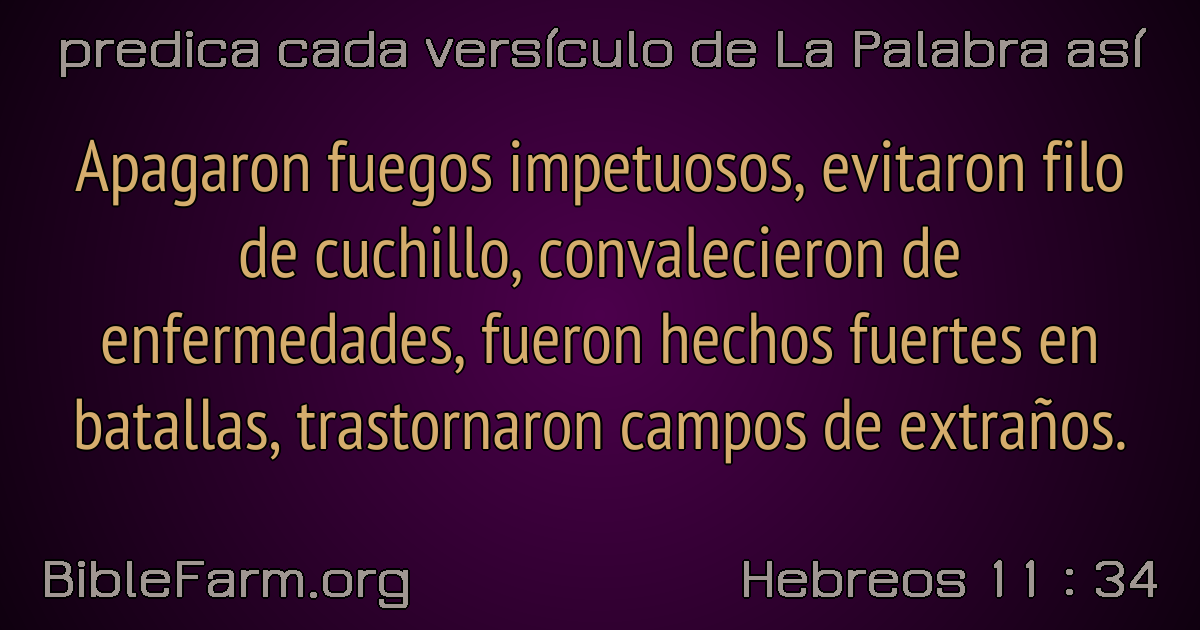 predica cada versículo de La Palabra así
Apagaron fuegos impetuosos, evitaron filo
de cuchillo, convalecieron de
enfermedades, fueron hechos fuertes en
batallas, trastornaron campos de extraños.
BibleFarm.org
Hebreos 11 : 34